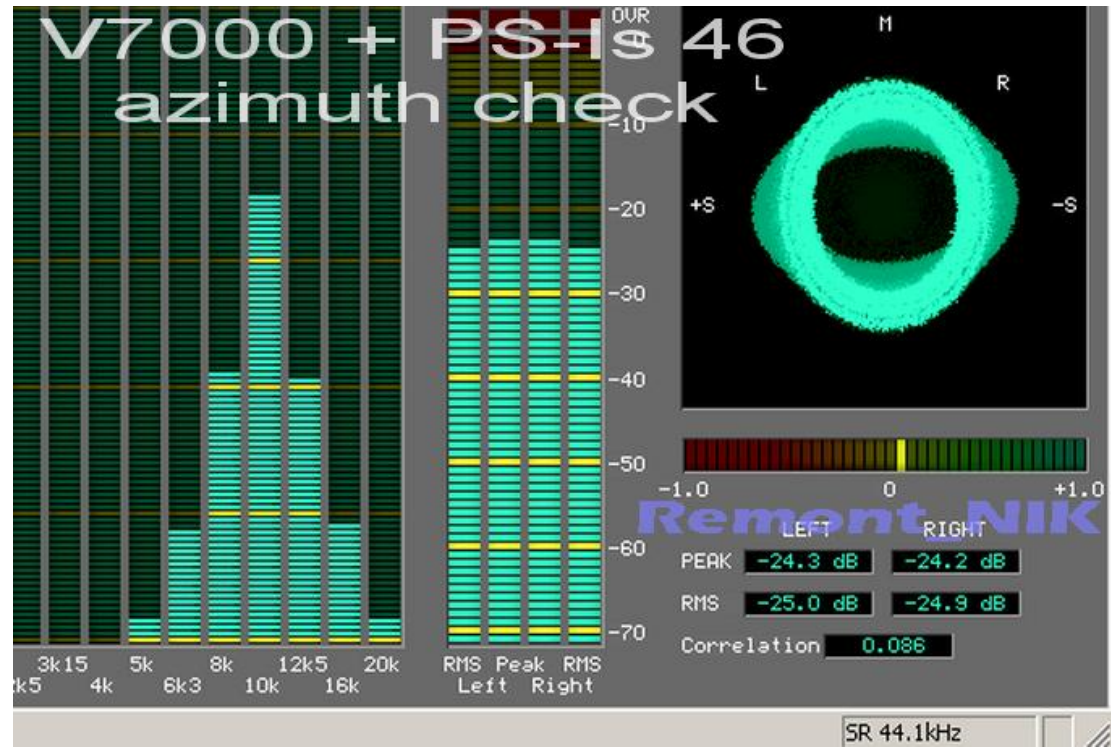 V7000 + PS-Is 46
azimuth check
OVR
0
-10
-20
-30
-40
-50
-60
-70
3k15 5k 8k 12k5 20k
4k 6k3 10k 16k
RMS Peak RMS
Left Right
M
L R
+S -S
-1.0 0 +1.0
Remont_NIK
LEFT RIGHT
PEAK -24.3 dB -24.2 dB
RMS -25.0 dB -24.9 dB
Correlation 0.086
SR 44.1kHz